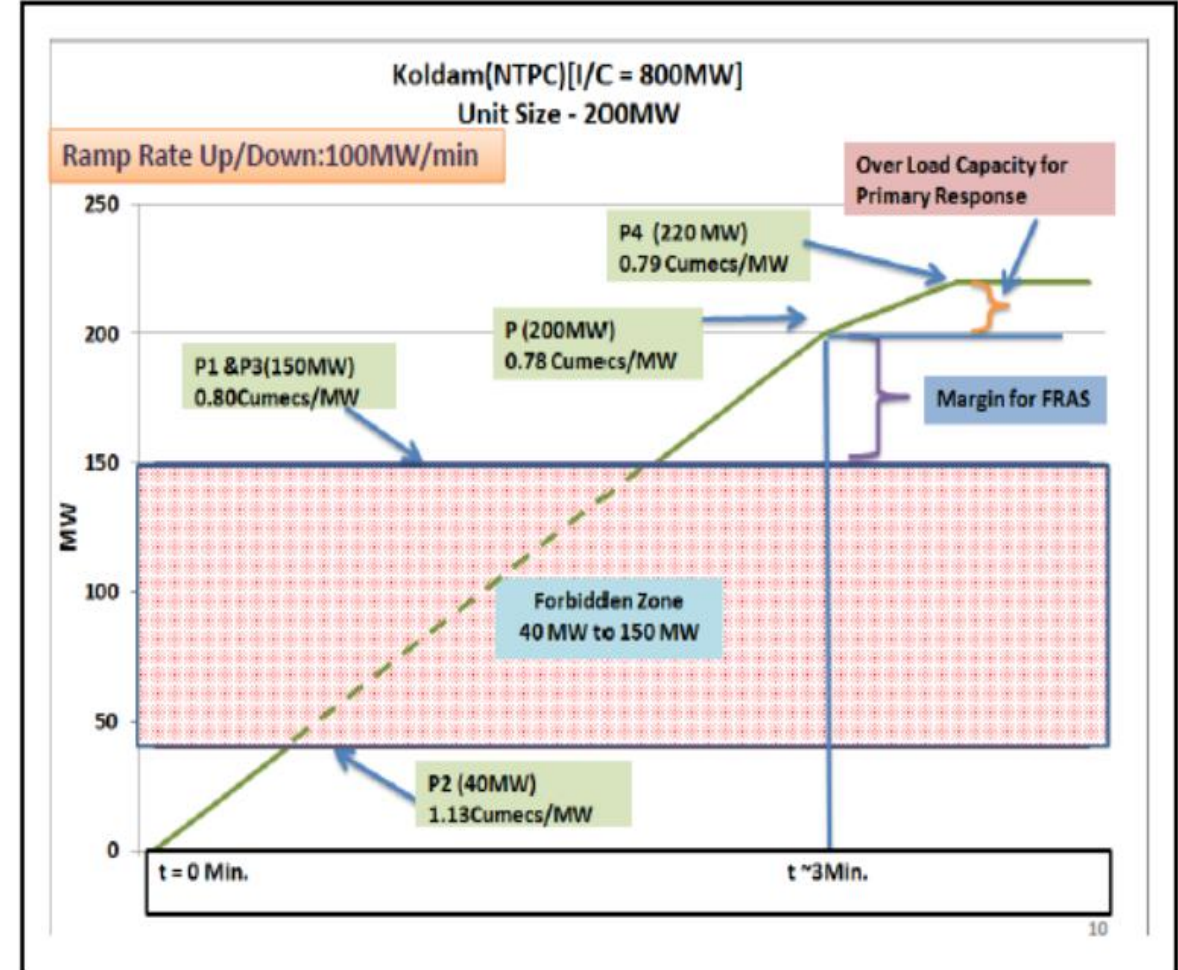 Koldam(NTPC)[I/C = 800MW]
Unit Size - 200MW
Ramp Rate Up/Down:100MW/min
Over Load Capacity for
Primary Response
250
P4 (220 MW)
0.79 Cumecs/MW
P (200MW)
0.78 Cumecs/MW
200
P1 &P3(150MW)
0.80Cumecs/MW
Margin for FRAS
150
MW
100
Forbidden Zone
40 MW to 150 MW
50
P2 (40MW)
1.13Cumecs/MW
0
t = 0 Min.
t ~3Min.
10